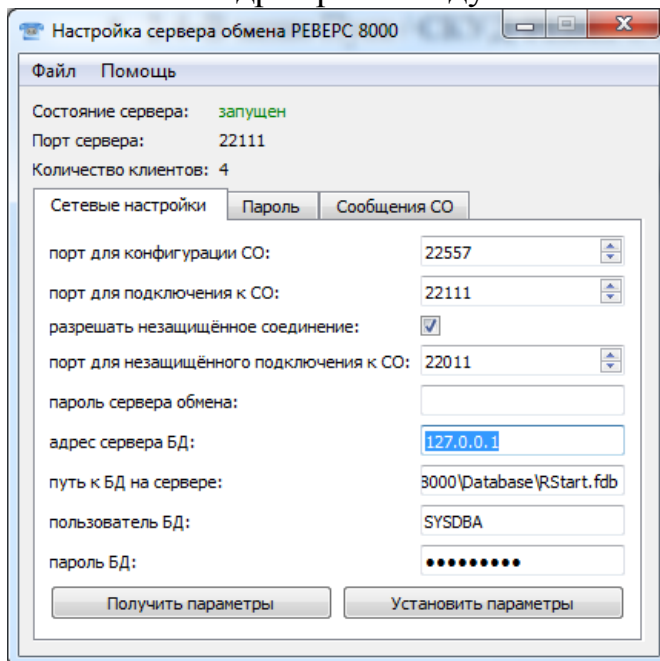 Настройка сервера обмена РЕВЕРС 8000
Файл Помощь
Состояние сервера: запущен
Порт сервера: 22111
Количество клиентов: 4
Сетевые настройки Пароль Сообщения СО
порт для конфигурации СО: 22557
порт для подключения к СО: 22111
разрешать незащищённое соединение:
порт для незащищённого подключения к СО: 22011
пароль сервера обмена:
адрес сервера БД: 127.0.0.1
путь к БД на сервере: 8000\Database\RStart.fdb
пользователь БД: SYSDBA
пароль БД: ●●●●●●●●●
Получить параметры Установить параметры